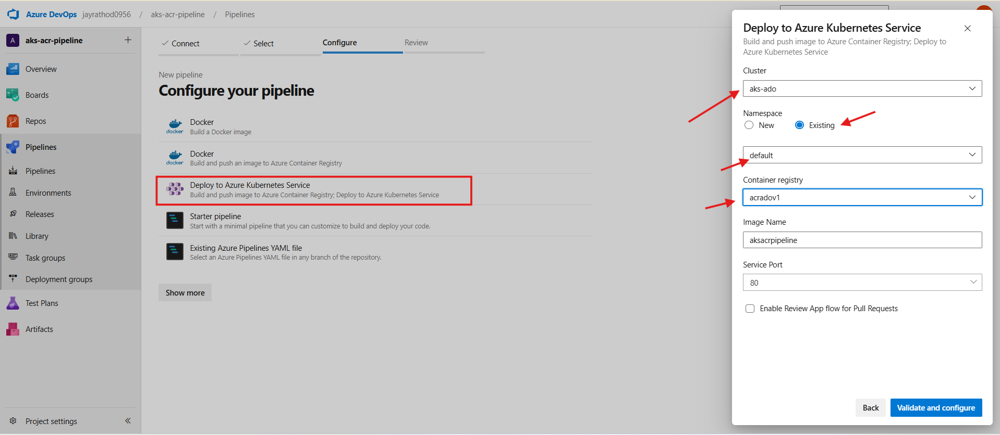 Azure DevOps jayrathod0956 / aks-acr-pipeline / Pipelines
A aks-acr-pipeline +
Overview
Boards
Repos
Pipelines
Pipelines
Environments
Releases
Library
Task groups
Deployment groups
Test Plans
Artifacts
Project settings
Connect
Select
Configure
Review
New pipeline
Configure your pipeline
docker
Docker
Build a Docker image
docker
Docker
Build and push an image to Azure Container Registry
Deploy to Azure Kubernetes Service
Build and push image to Azure Container Registry; Deploy to Azure Kubernetes Service
Starter pipeline
Start with a minimal pipeline that you can customize to build and deploy your code.
Existing Azure Pipelines YAML file
Select an Azure Pipelines YAML file in any branch of the repository.
Show more
Deploy to Azure Kubernetes Service
Build and push image to Azure Container Registry; Deploy to
Azure Kubernetes Service
Cluster
aks-ado
Namespace
New Existing
default
Container registry
acradov1
Image Name
aksacrpipeline
Service Port
80
Enable Review App flow for Pull Requests
Back Validate and configure